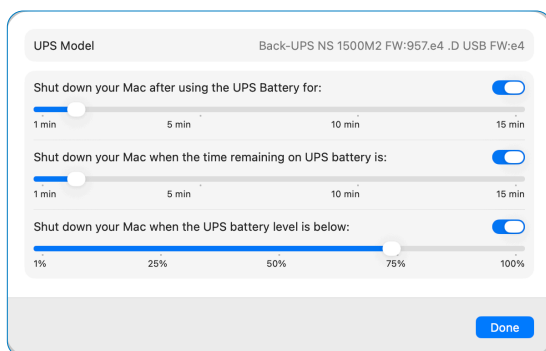 UPS Model Back-UPS NS 1500M2 FW:957.e4 .D USB FW:e4
Shut down your Mac after using the UPS Battery for:
1 min 5 min 10 min 15 min
Shut down your Mac when the time remaining on UPS battery is:
1 min 5 min 10 min 15 min
Shut down your Mac when the UPS battery level is below:
1% 25% 50% 75% 100%
Done